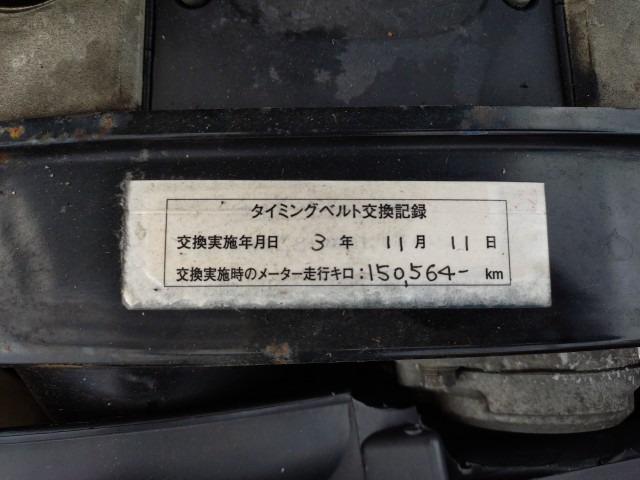 タイミングベルト交換記録
交換実施年月日 3 年 11 月 11 日
交換実施時のメーター走行キロ:150,564- km